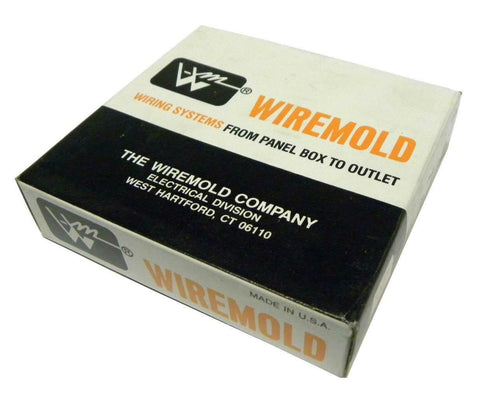 WM® WIREMOLD
WIRING SYSTEMS FROM PANEL BOX TO OUTLET
THE WIREMOLD COMPANY
ELECTRICAL DIVISION
WEST HARTFORD, CT 06110
WM® WIREMOLD
MADE IN U.S.A.